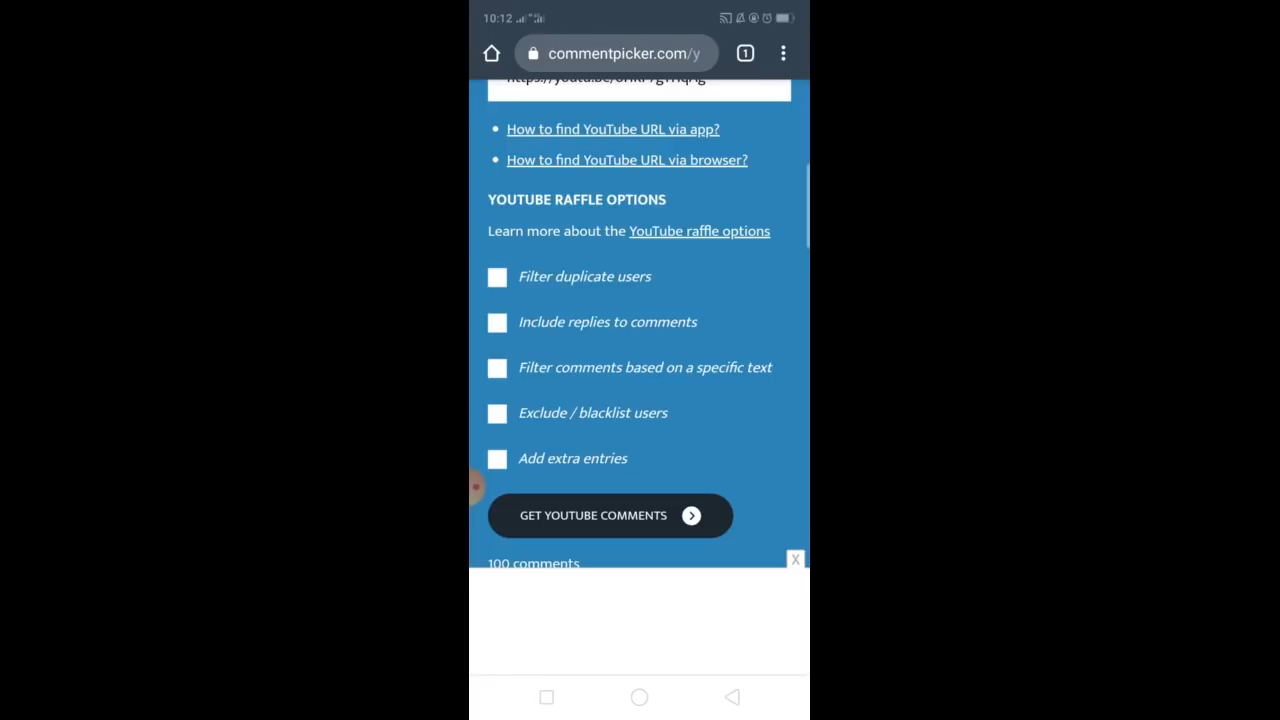 10:12
commentpicker.com/y
1
How to find YouTube URL via app?
How to find YouTube URL via browser?
YOUTUBE RAFFLE OPTIONS
Learn more about the YouTube raffle options
Filter duplicate users
Include replies to comments
Filter comments based on a specific text
Exclude / blacklist users
Add extra entries
GET YOUTUBE COMMENTS
100 comments
X